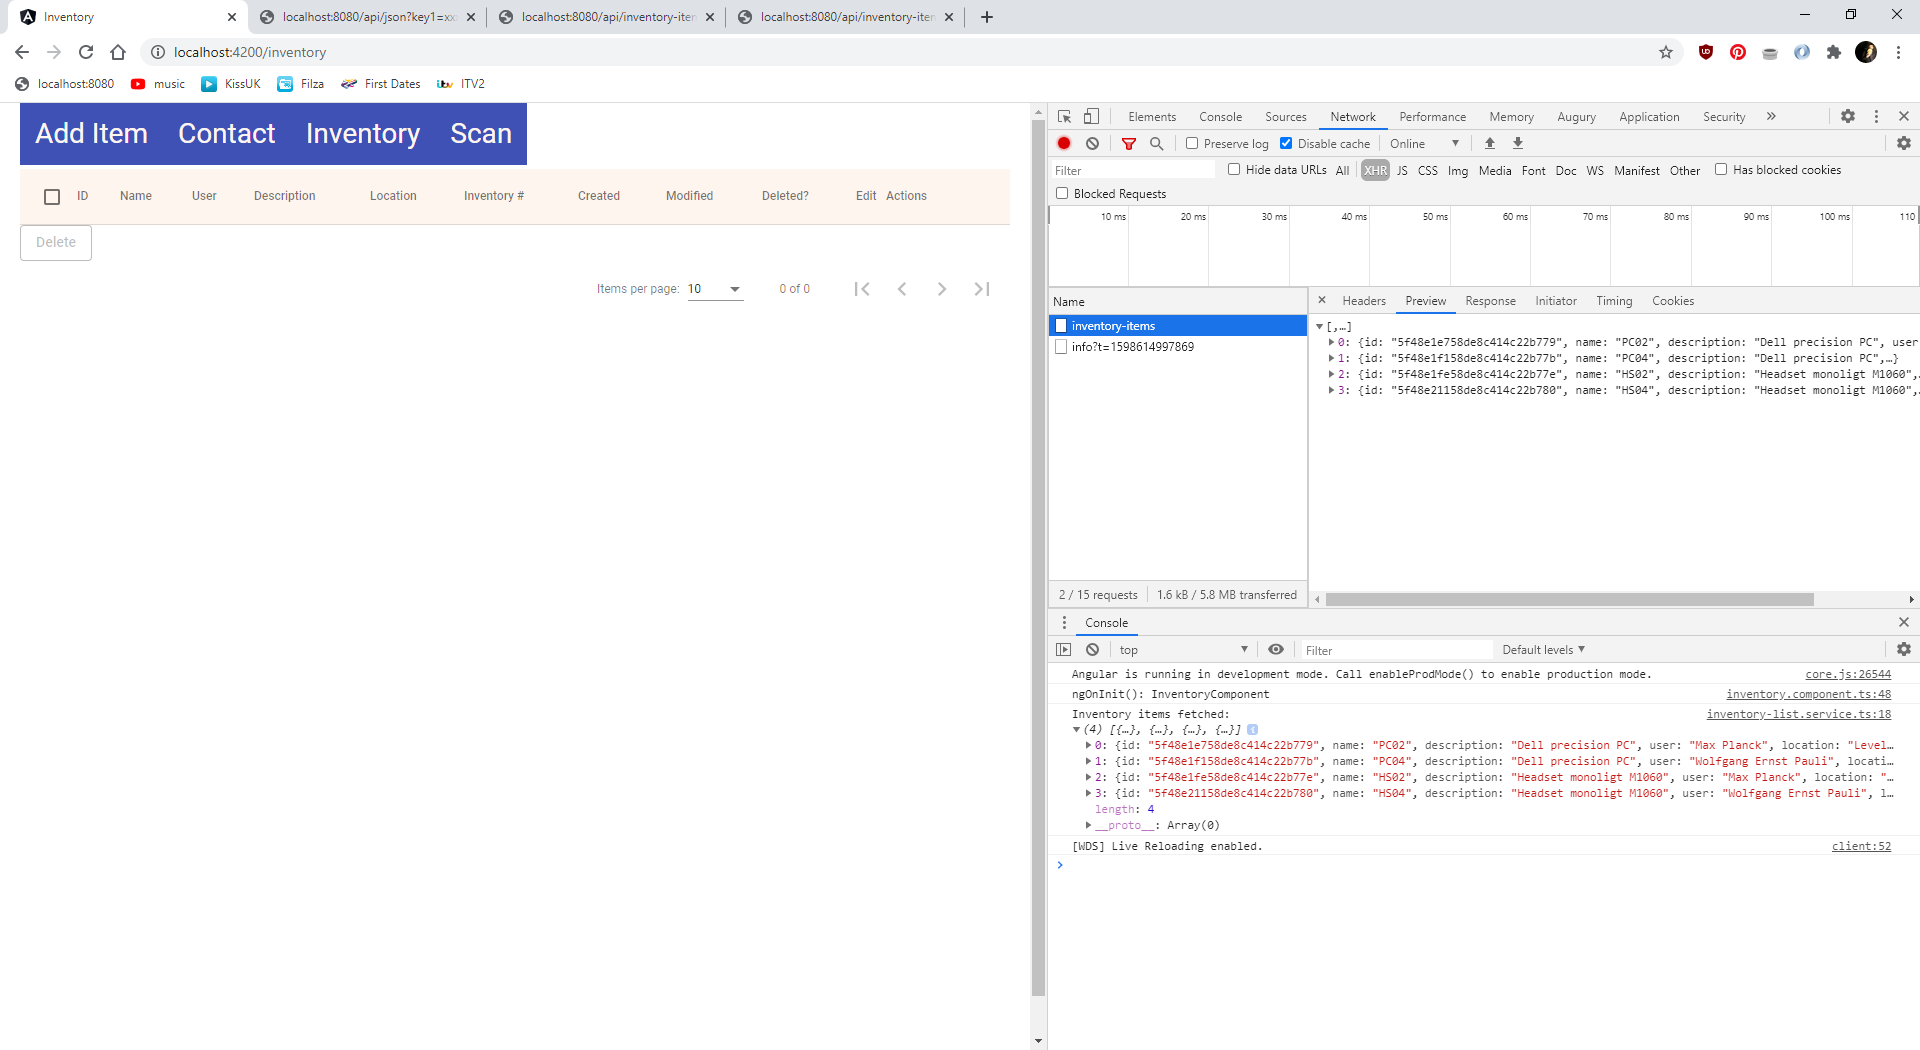 Inventory
localhost:8080/api/json?key1=xx
localhost:8080/api/inventory-iten
localhost:8080/api/inventory-iten
localhost:4200/inventory
localhost:8080 music KissUK Filza First Dates ITV2
Add Item Contact Inventory Scan
ID Name User Description Location Inventory # Created Modified Deleted? Edit Actions
Delete
Items per page: 10 0 of 0
Elements Console Sources Network Performance Memory Augury Application Security »
Preserve log Disable cache Online
Filter Hide data URLs All XHR JS CSS Img Media Font Doc WS Manifest Other Has blocked cookies
Blocked Requests
10 ms 20 ms 30 ms 40 ms 50 ms 60 ms 70 ms 80 ms 90 ms 100 ms 110
Name
inventory-items
info?t=1598614997869
2 / 15 requests 1.6 kB / 5.8 MB transferred
Headers Preview Response Initiator Timing Cookies
[,…]
0: {id: "5f48e1e758de8c414c22b779", name: "PC02", description: "Dell precision PC", user
1: {id: "5f48e1f158de8c414c22b77b", name: "PC04", description: "Dell precision PC",…}
2: {id: "5f48e1fe58de8c414c22b77e", name: "HS02", description: "Headset monoligt M1060",…
3: {id: "5f48e21158de8c414c22b780", name: "HS04", description: "Headset monoligt M1060",…
Console
top Filter Default levels
Angular is running in development mode. Call enableProdMode() to enable production mode. core.js:26544
ngOnInit(): InventoryComponent inventory.component.ts:48
Inventory items fetched: inventory-list.service.ts:18
(4) [{…}, {…}, {…}, {…}]
0: {id: "5f48e1e758de8c414c22b779", name: "PC02", description: "Dell precision PC", user: "Max Planck", location: "Level…
1: {id: "5f48e1f158de8c414c22b77b", name: "PC04", description: "Dell precision PC", user: "Wolfgang Ernst Pauli", locati…
2: {id: "5f48e1fe58de8c414c22b77e", name: "HS02", description: "Headset monoligt M1060", user: "Max Planck", location: "…
3: {id: "5f48e21158de8c414c22b780", name: "HS04", description: "Headset monoligt M1060", user: "Wolfgang Ernst Pauli", l…
length: 4
__proto__: Array(0)
[WDS] Live Reloading enabled. client:52